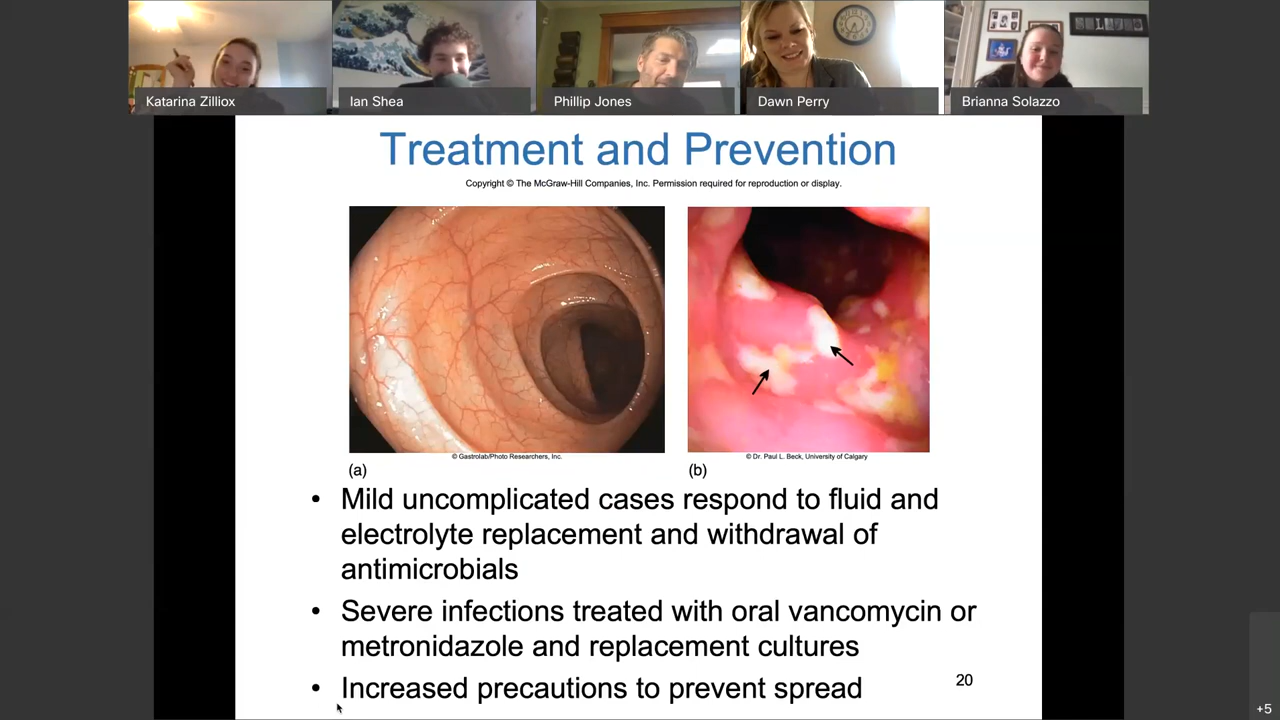 Katarina Zilliox
Ian Shea
Phillip Jones
Dawn Perry
Brianna Solazzo
Treatment and Prevention
Copyright © The McGraw-Hill Companies, Inc. Permission required for reproduction or display.
© Gastrolab/Photo Researchers, Inc.
© Dr. Paul L. Beck, University of Calgary
(a)
(b)
• Mild uncomplicated cases respond to fluid and
electrolyte replacement and withdrawal of
antimicrobials
• Severe infections treated with oral vancomycin or
metronidazole and replacement cultures
• Increased precautions to prevent spread
20
+5